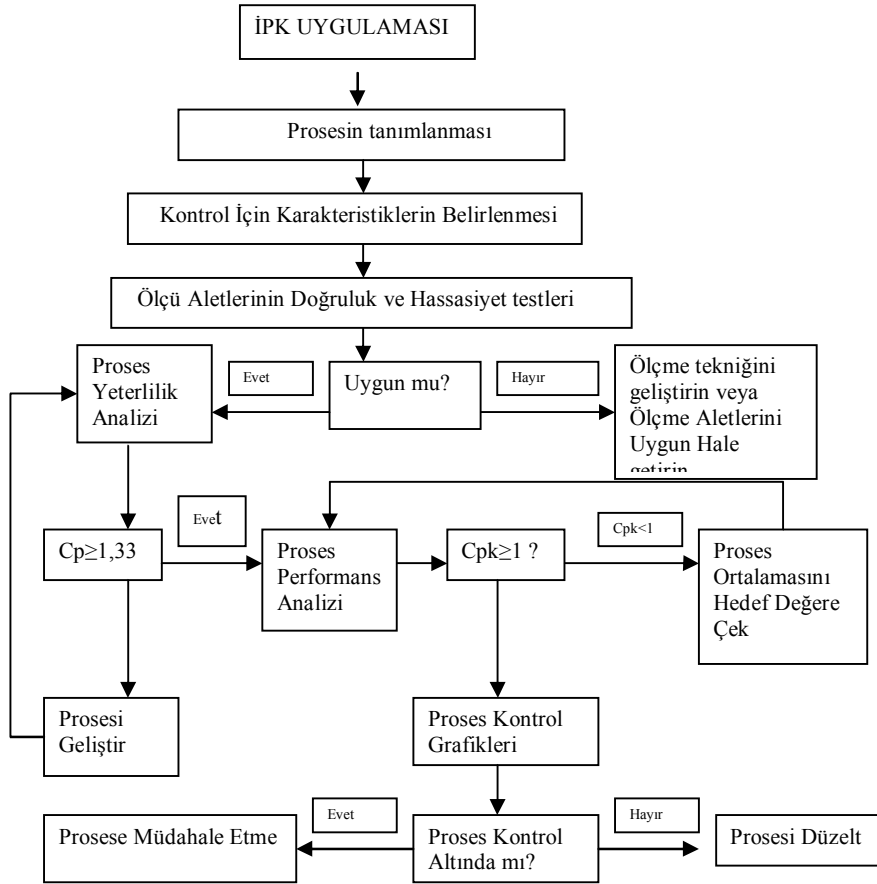 İPK UYGULAMASI
Prosesin tanımlanması
Kontrol İçin Karakteristiklerin Belirlenmesi
Ölçü Aletlerinin Doğruluk ve Hassasiyet testleri
Proses
Yeterlilik
Analizi
Evet
Uygun mu?
Hayır
Ölçme tekniğini
geliştirin veya
Ölçme Aletlerini
Uygun Hale
getirin
Cp≥1,33
Evet
Proses
Performans
Analizi
Cpk≥1 ?
Cpk<1
Proses
Ortalamasını
Hedef Değere
Çek
Prosesi
Geliştir
Proses Kontrol
Grafikleri
Prosese Müdahale Etme
Evet
Proses Kontrol
Altında mı?
Hayır
Prosesi Düzelt